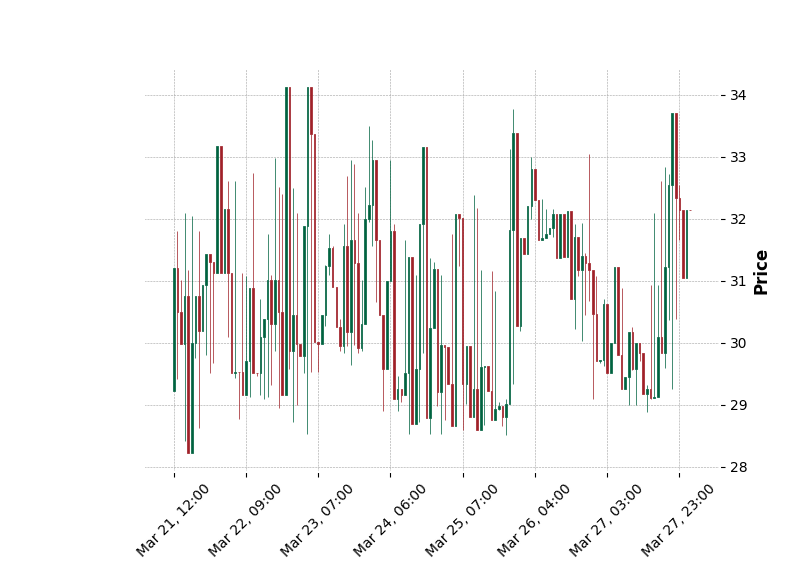 34
33
32
31
30
29
28
Price
Mar 21, 12:00
Mar 22, 09:00
Mar 23, 07:00
Mar 24, 06:00
Mar 25, 07:00
Mar 26, 04:00
Mar 27, 03:00
Mar 27, 23:00